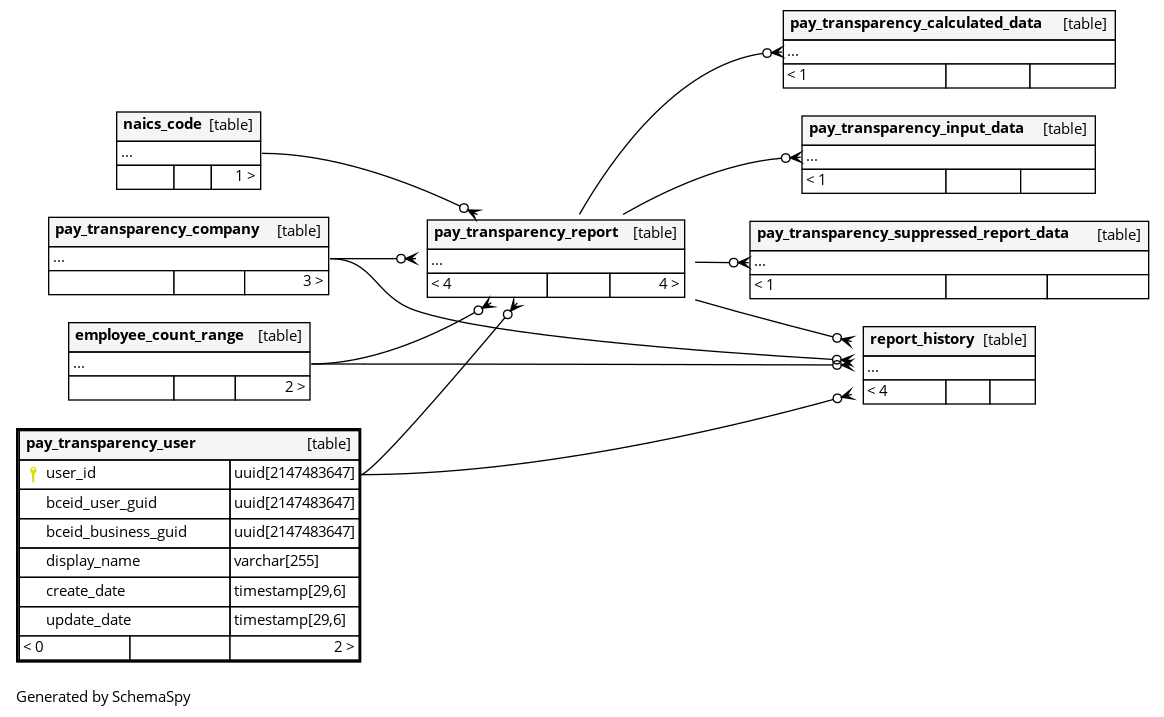 pay_transparency_calculated_data [table]
...
< 1
naics_code [table]
...
1 >
pay_transparency_input_data [table]
...
< 1
pay_transparency_company [table]
...
3 >
pay_transparency_report [table]
...
< 4 4 >
pay_transparency_suppressed_report_data [table]
...
< 1
employee_count_range [table]
...
2 >
report_history [table]
...
< 4
pay_transparency_user [table]
user_id uuid[2147483647]
bceid_user_guid uuid[2147483647]
bceid_business_guid uuid[2147483647]
display_name varchar[255]
create_date timestamp[29,6]
update_date timestamp[29,6]
< 0 2 >
Generated by SchemaSpy